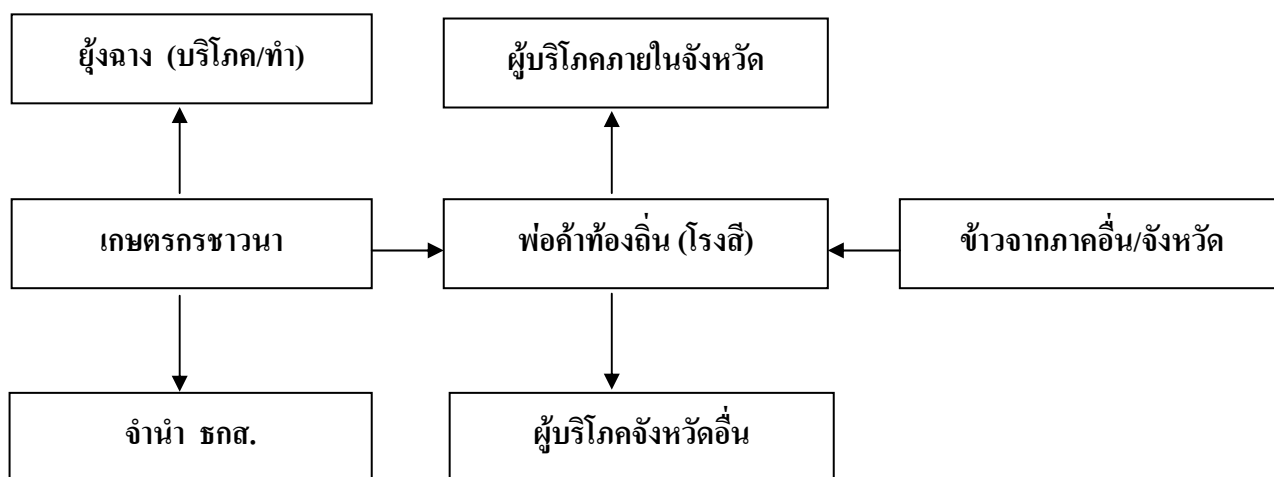 ยุ้งฉาง (บริโภค/ทำ)
ผู้บริโภคภายในจังหวัด
เกษตรกรชาวนา
พ่อค้าท้องถิ่น (โรงสี)
ข้าวจากภาคอื่น/จังหวัด
จำนำ ธกส.
ผู้บริโภคจังหวัดอื่น